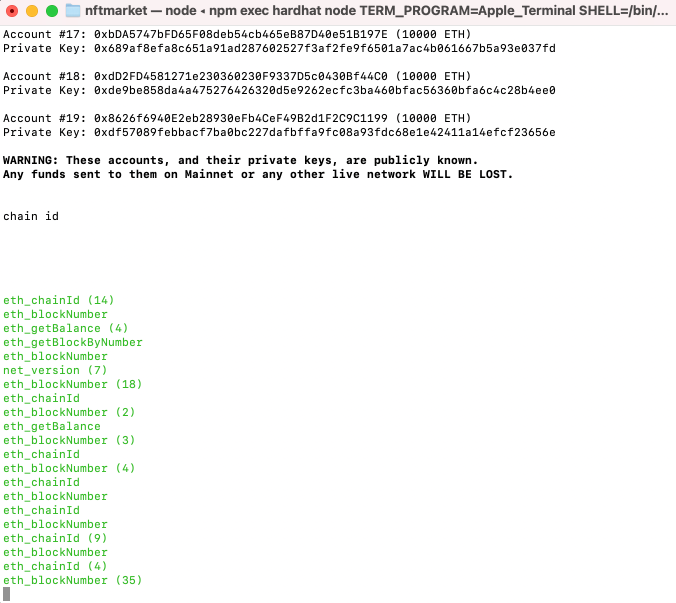 nftmarket — node ◂ npm exec hardhat node TERM_PROGRAM=Apple_Terminal SHELL=/bin/...
Account #17: 0xbDA5747bFD65F08deb54cb465eB87D40e51B197E (10000 ETH)
Private Key: 0x689af8efa8c651a91ad287602527f3af2fe9f6501a7ac4b061667b5a93e037fd
Account #18: 0xdD2FD4581271e230360230F9337D5c0430Bf44C0 (10000 ETH)
Private Key: 0xde9be858da4a475276426320d5e9262ecfc3ba460bfac56360bfa6c4c28b4ee0
Account #19: 0x8626f6940E2eb28930eFb4CeF49B2d1F2C9C1199 (10000 ETH)
Private Key: 0xdf57089febbacf7ba0bc227dafbffa9fc08a93fdc68e1e42411a14efcf23656e
WARNING: These accounts, and their private keys, are publicly known.
Any funds sent to them on Mainnet or any other live network WILL BE LOST.
chain id
eth_chainId (14)
eth_blockNumber
eth_getBalance (4)
eth_getBlockByNumber
eth_blockNumber
net_version (7)
eth_blockNumber (18)
eth_chainId
eth_blockNumber (2)
eth_getBalance
eth_blockNumber (3)
eth_chainId
eth_blockNumber (4)
eth_chainId
eth_blockNumber
eth_chainId
eth_blockNumber
eth_chainId (9)
eth_blockNumber
eth_chainId (4)
eth_blockNumber (35)